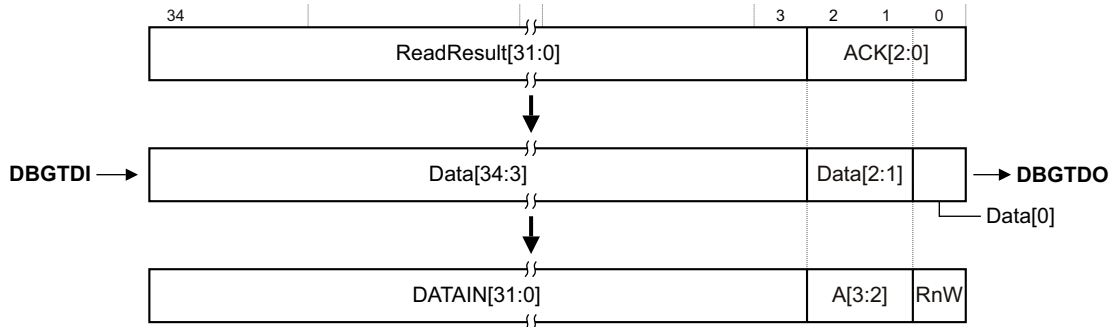 34 3 2 1 0
ReadResult[31:0] ACK[2:0]
DBGTDI Data[34:3] Data[2:1] DBGTDO
Data[0]
DATAIN[31:0] A[3:2] RnW